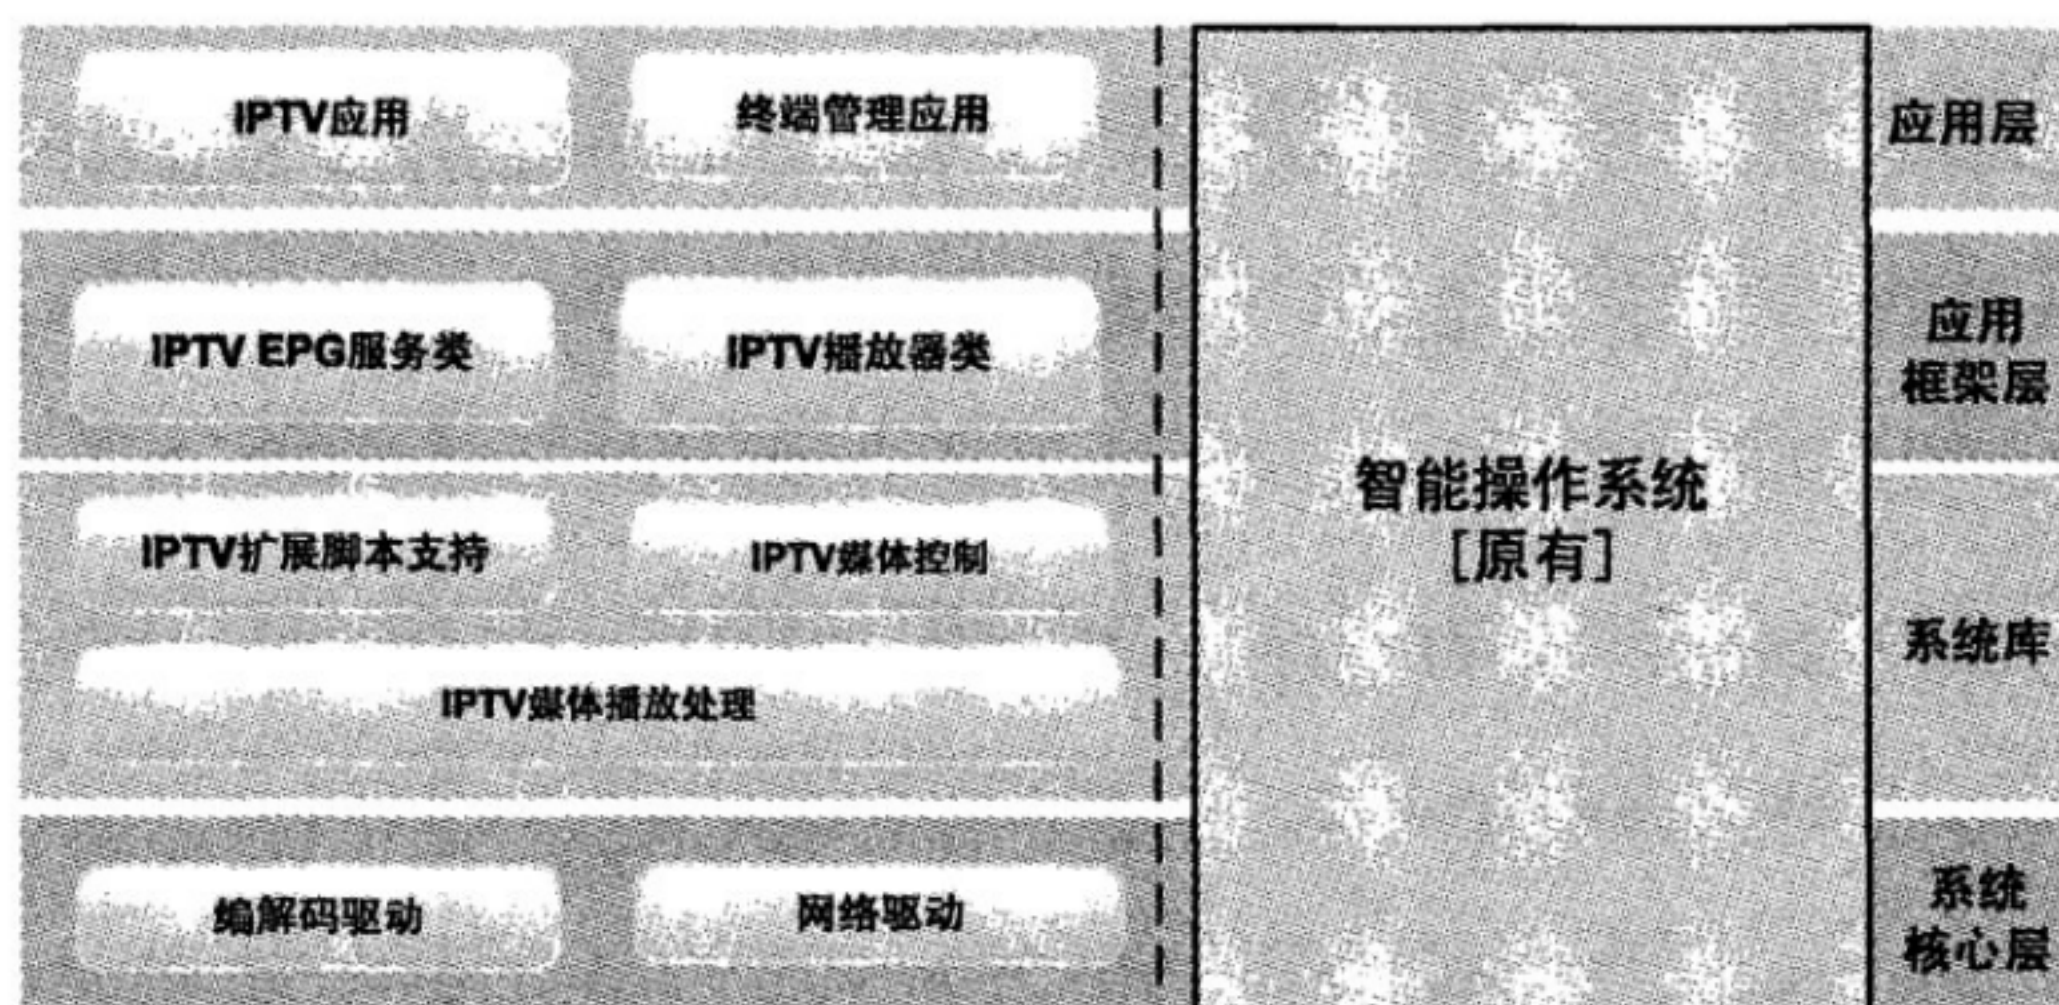 IPTV应用
终端管理应用
应用层
IPTV EPG服务类
IPTV播放器类
应用
框架层
智能操作系统
[原有]
IPTV扩展脚本支持
IPTV媒体控制
IPTV媒体播放处理
系统库
编解码驱动
网络驱动
系统
核心层